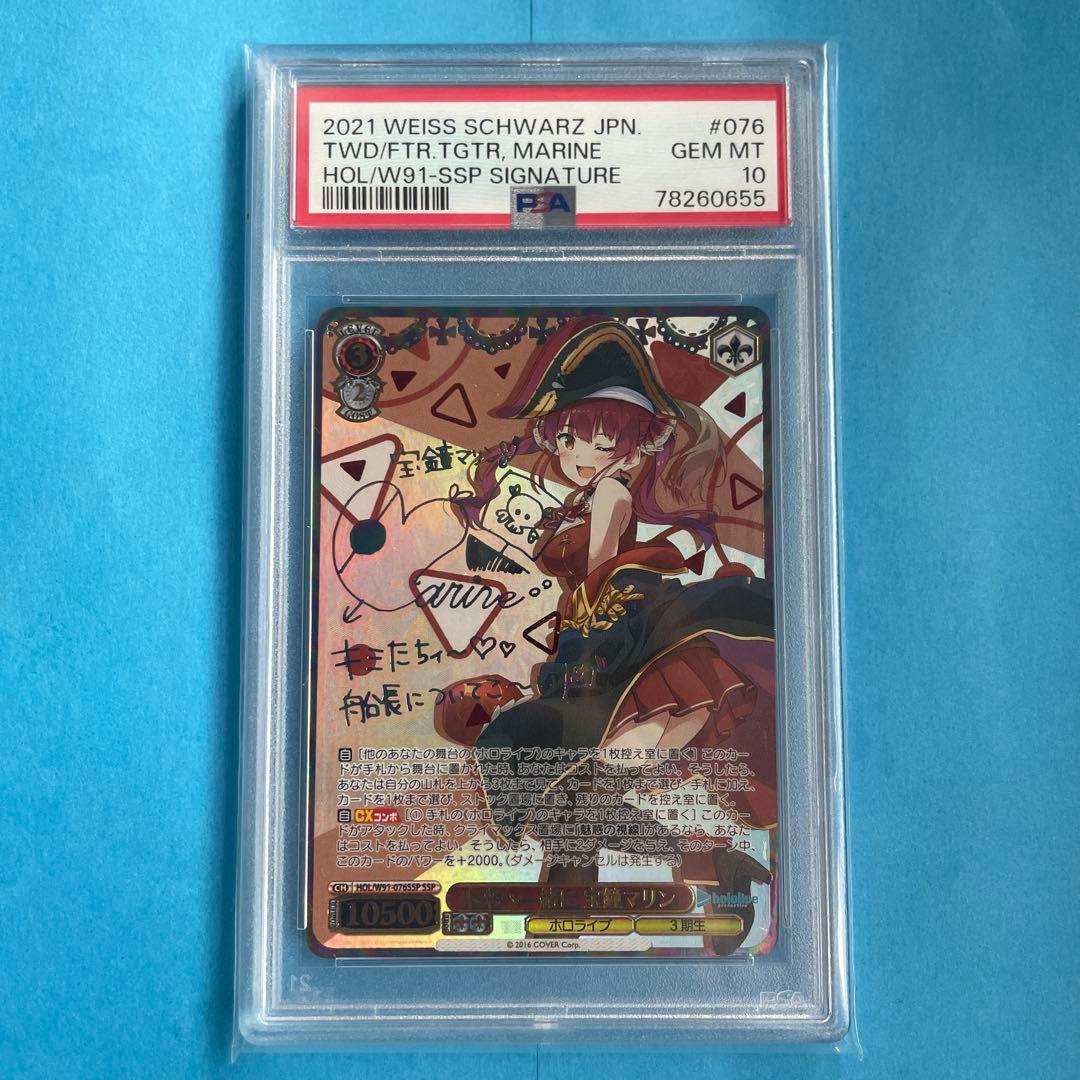 2021 WEISS SCHWARZ JPN. #076
TWD/FTR.TGTR, MARINE GEM MT
HOL/W91-SSP SIGNATURE 10
PSA 78260655
LEVEL
3
2
COST
宝鐘マリン
Marine
キミたちィ〜♡♡
船長についてこ〜い
自 [他のあなたの舞台の《ホロライブ》のキャラを1枚控え室に置く] このカー
ドが手札から舞台に置かれた時、あなたはコストを払ってよい。そうしたら、
あなたは自分の山札を上から3枚まで見て、カードを1枚まで選び、手札に加え、
カードを1枚まで選び、ストック置場に置き、残りのカードを控え室に置く。
自 CXコンボ [① 手札の《ホロライブ》のキャラを1枚控え室に置く] このカー
ドがアタックした時、クライマックス置場に「魅惑の視線」があるなら、あなた
はコストを払ってよい。そうしたら、相手に2ダメージを与え、そのターン中、
このカードのパワーを+2000。(ダメージキャンセルは発生する)
CH HOL/W91-076SSP SSP
一緒に 宝鐘マリン
hololive
production
10500
ホロライブ 3期生
© 2016 COVER Corp.
PSA